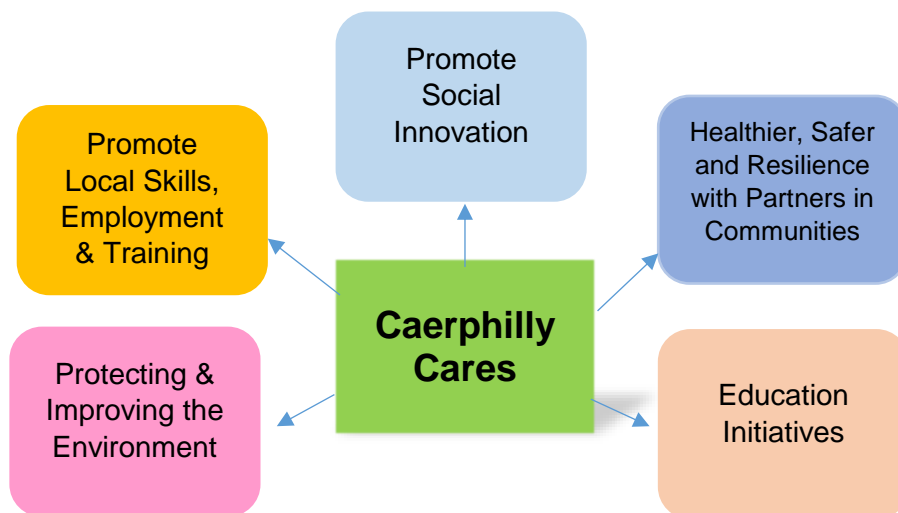 Promote
Social
Innovation
Promote
Local Skills,
Employment
& Training
Healthier, Safer
and Resilience
with Partners in
Communities
Caerphilly
Cares
Protecting &
Improving the
Environment
Education
Initiatives